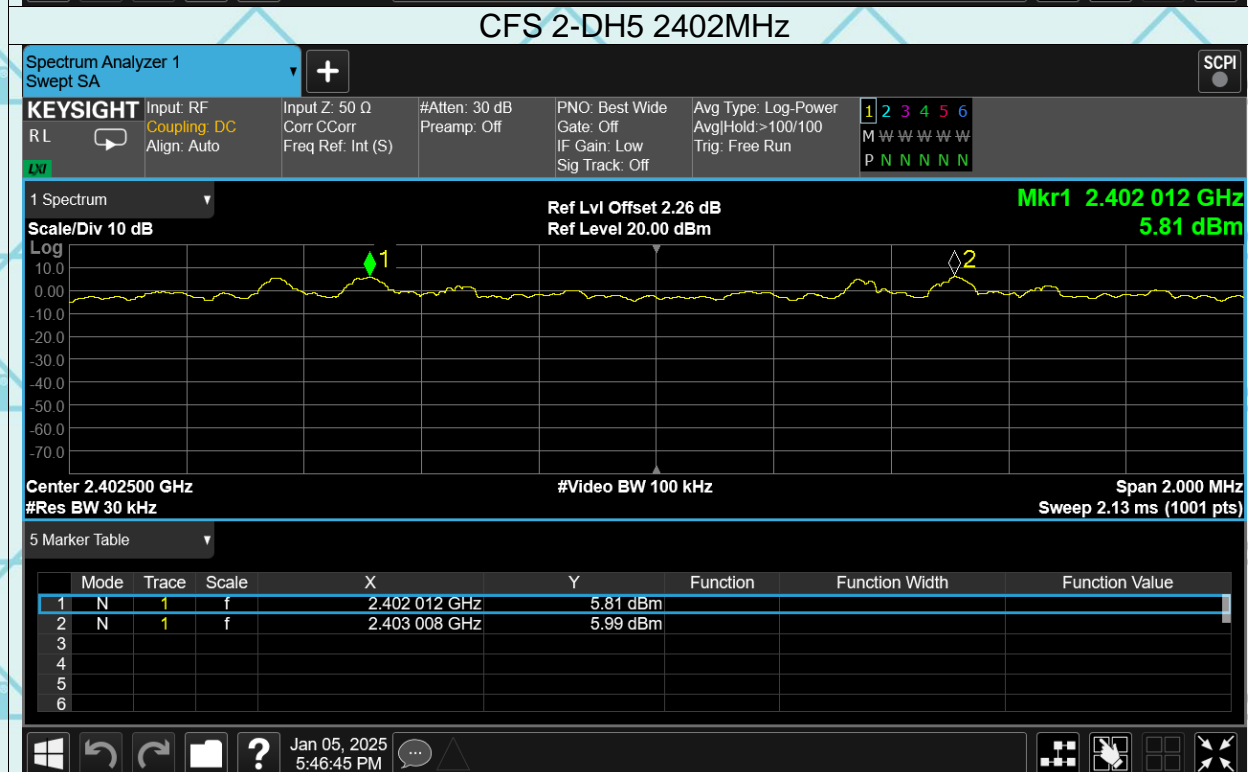 CFS 2-DH5 2402MHz
Spectrum Analyzer 1
Swept SA
▼
+
SCPI
KEYSIGHT
R L
LXI
Input: RF
Coupling: DC
Align: Auto
Input Z: 50 Ω
Corr CCorr
Freq Ref: Int (S)
#Atten: 30 dB
Preamp: Off
PNO: Best Wide
Gate: Off
IF Gain: Low
Sig Track: Off
Avg Type: Log-Power
Avg|Hold:>100/100
Trig: Free Run
1 2 3 4 5 6
M W W W W W
P N N N N N
1 Spectrum ▼
Scale/Div 10 dB
Ref Lvl Offset 2.26 dB
Ref Level 20.00 dBm
Mkr1 2.402 012 GHz
5.81 dBm
Log
1
2
10.0
0.00
-10.0
-20.0
-30.0
-40.0
-50.0
-60.0
-70.0
Center 2.402500 GHz #Video BW 100 kHz Span 2.000 MHz
#Res BW 30 kHz Sweep 2.13 ms (1001 pts)
5 Marker Table ▼
Mode Trace Scale X Y Function Function Width Function Value
1 N 1 f 2.402 012 GHz 5.81 dBm
2 N 1 f 2.403 008 GHz 5.99 dBm
3
4
5
6
?
Jan 05, 2025
5:46:45 PM